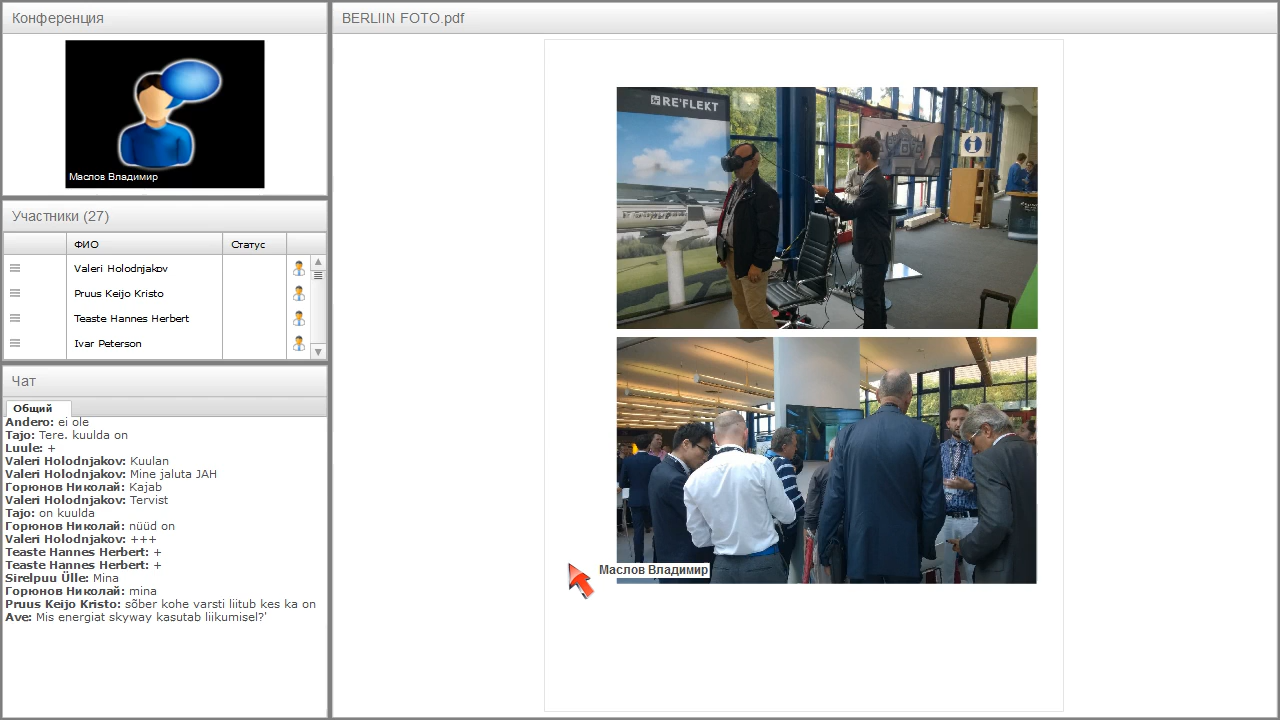 Конференция
Маслов Владимир
Участники (27)
ФИО Статус
Valeri Holodnjakov
Pruus Keijo Kristo
Teaste Hannes Herbert
Ivar Peterson
Чат
Общий
Andero: ei ole
Tajo: Tere. kuulda on
Luule: +
Valeri Holodnjakov: Kuulan
Valeri Holodnjakov: Mine jaluta JAH
Горюнов Николай: Kajab
Valeri Holodnjakov: Tervist
Tajo: on kuulda
Горюнов Николай: nüüd on
Valeri Holodnjakov: +++
Teaste Hannes Herbert: +
Teaste Hannes Herbert: +
Sirelpuu Ülle: Mina
Горюнов Николай: mina
Pruus Keijo Kristo: sõber kohe varsti liitub kes ka on
Ave: Mis energiat skyway kasutab liikumisel?'
BERLIIN FOTO.pdf
RE'FLEKT
i
Маслов Владимир